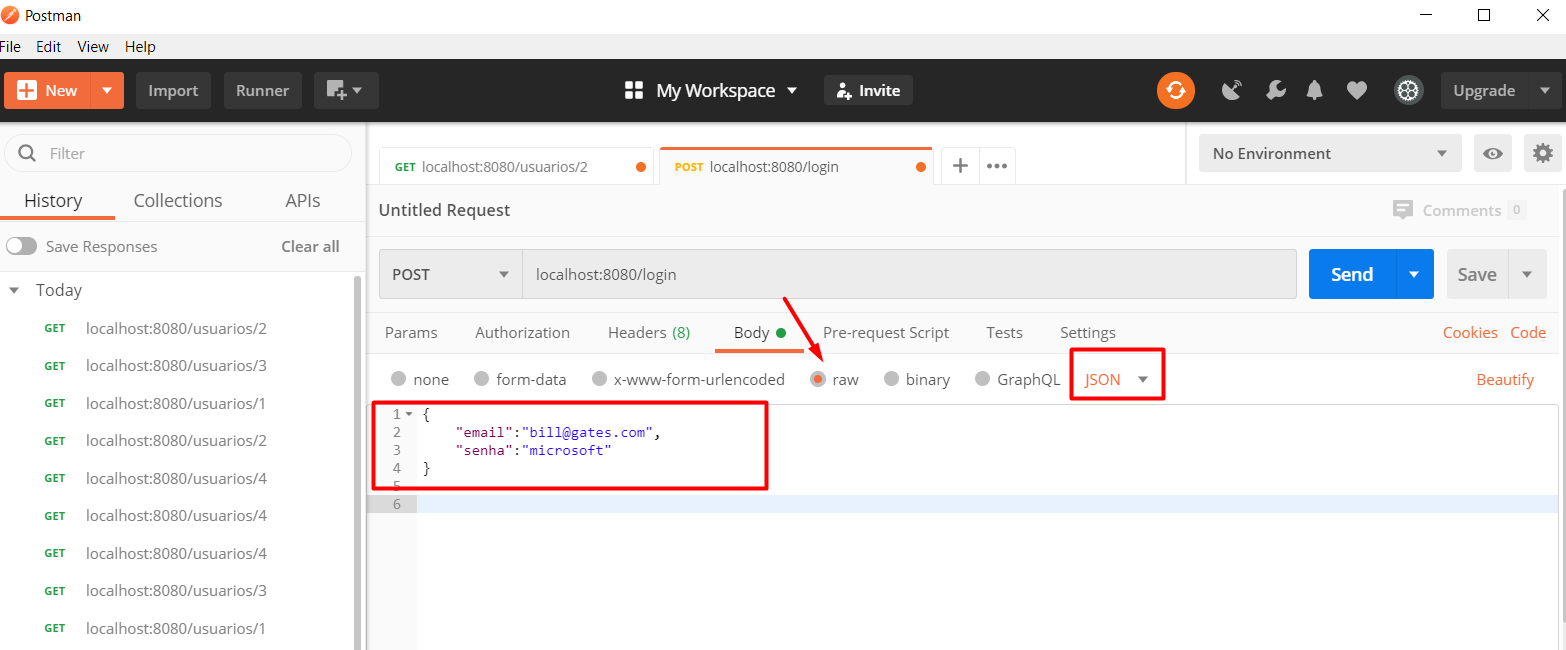 Postman
File Edit View Help
New Import Runner My Workspace Invite Upgrade
Filter
GET localhost:8080/usuarios/2 POST localhost:8080/login No Environment
History Collections APIs
Untitled Request Comments 0
Save Responses Clear all
POST localhost:8080/login Send Save
Today
Params Authorization Headers (8) Body Pre-request Script Tests Settings Cookies Code
none form-data x-www-form-urlencoded raw binary GraphQL JSON Beautify
1 {
2 "email":"bill@gates.com",
3 "senha":"microsoft"
4 }
5
6
GET localhost:8080/usuarios/2
GET localhost:8080/usuarios/3
GET localhost:8080/usuarios/1
GET localhost:8080/usuarios/2
GET localhost:8080/usuarios/4
GET localhost:8080/usuarios/4
GET localhost:8080/usuarios/4
GET localhost:8080/usuarios/3
GET localhost:8080/usuarios/1